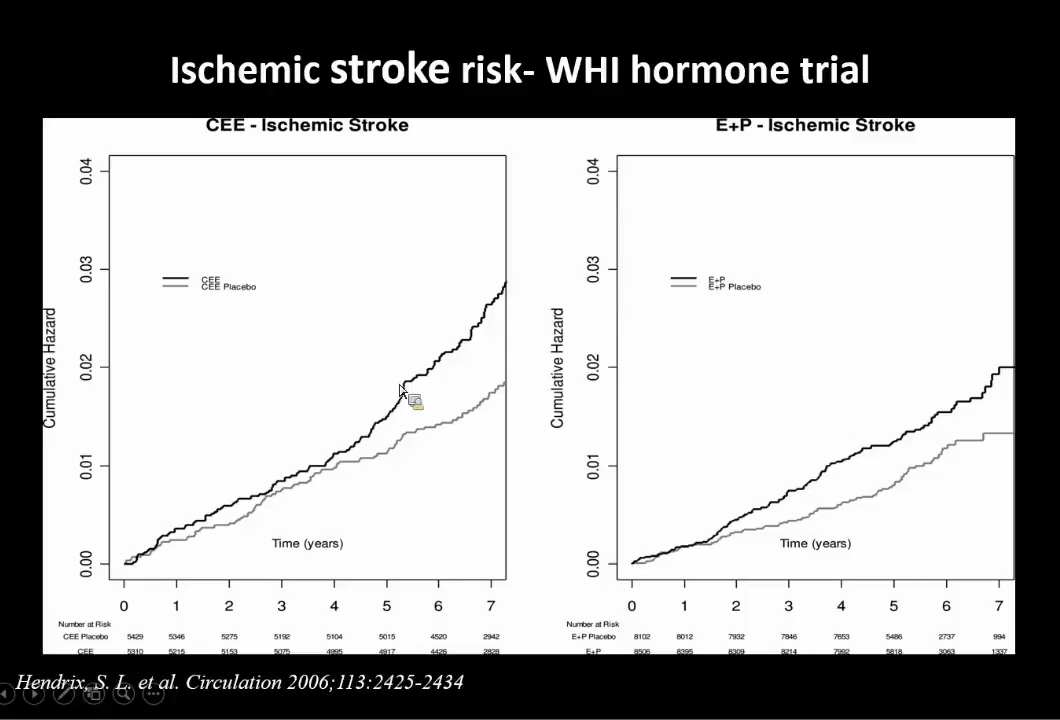 Ischemic stroke risk- WHI hormone trial
CEE - Ischemic Stroke
Cumulative Hazard
0.04
0.03
0.02
0.01
0.00
CEE
CEE Placebo
Time (years)
0 1 2 3 4 5 6 7
Number at Risk
CEE Placebo 5429 5346 5275 5192 5104 5015 4520 2942
CEE 5310 5215 5153 5075 4995 4917 4426 2828
E+P - Ischemic Stroke
Cumulative Hazard
0.04
0.03
0.02
0.01
0.00
E+P
E+P Placebo
Time (years)
0 1 2 3 4 5 6 7
Number at Risk
E+P Placebo 8102 8012 7932 7846 7653 5486 2737 994
E+P 8506 8395 8309 8214 7992 5818 3063 1337
Hendrix, S. L. et al. Circulation 2006;113:2425-2434